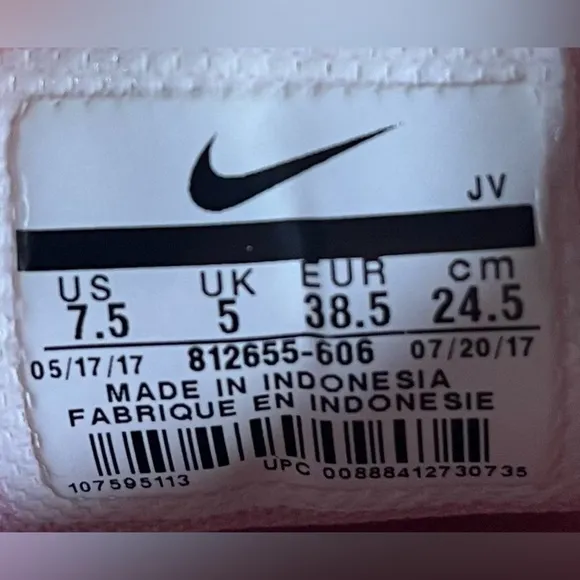 JV
US UK EUR cm
7.5 5 38.5 24.5
05/17/17 812655-606 07/20/17
MADE IN INDONESIA
FABRIQUE EN INDONESIE
107595113 UPC 00888412730735